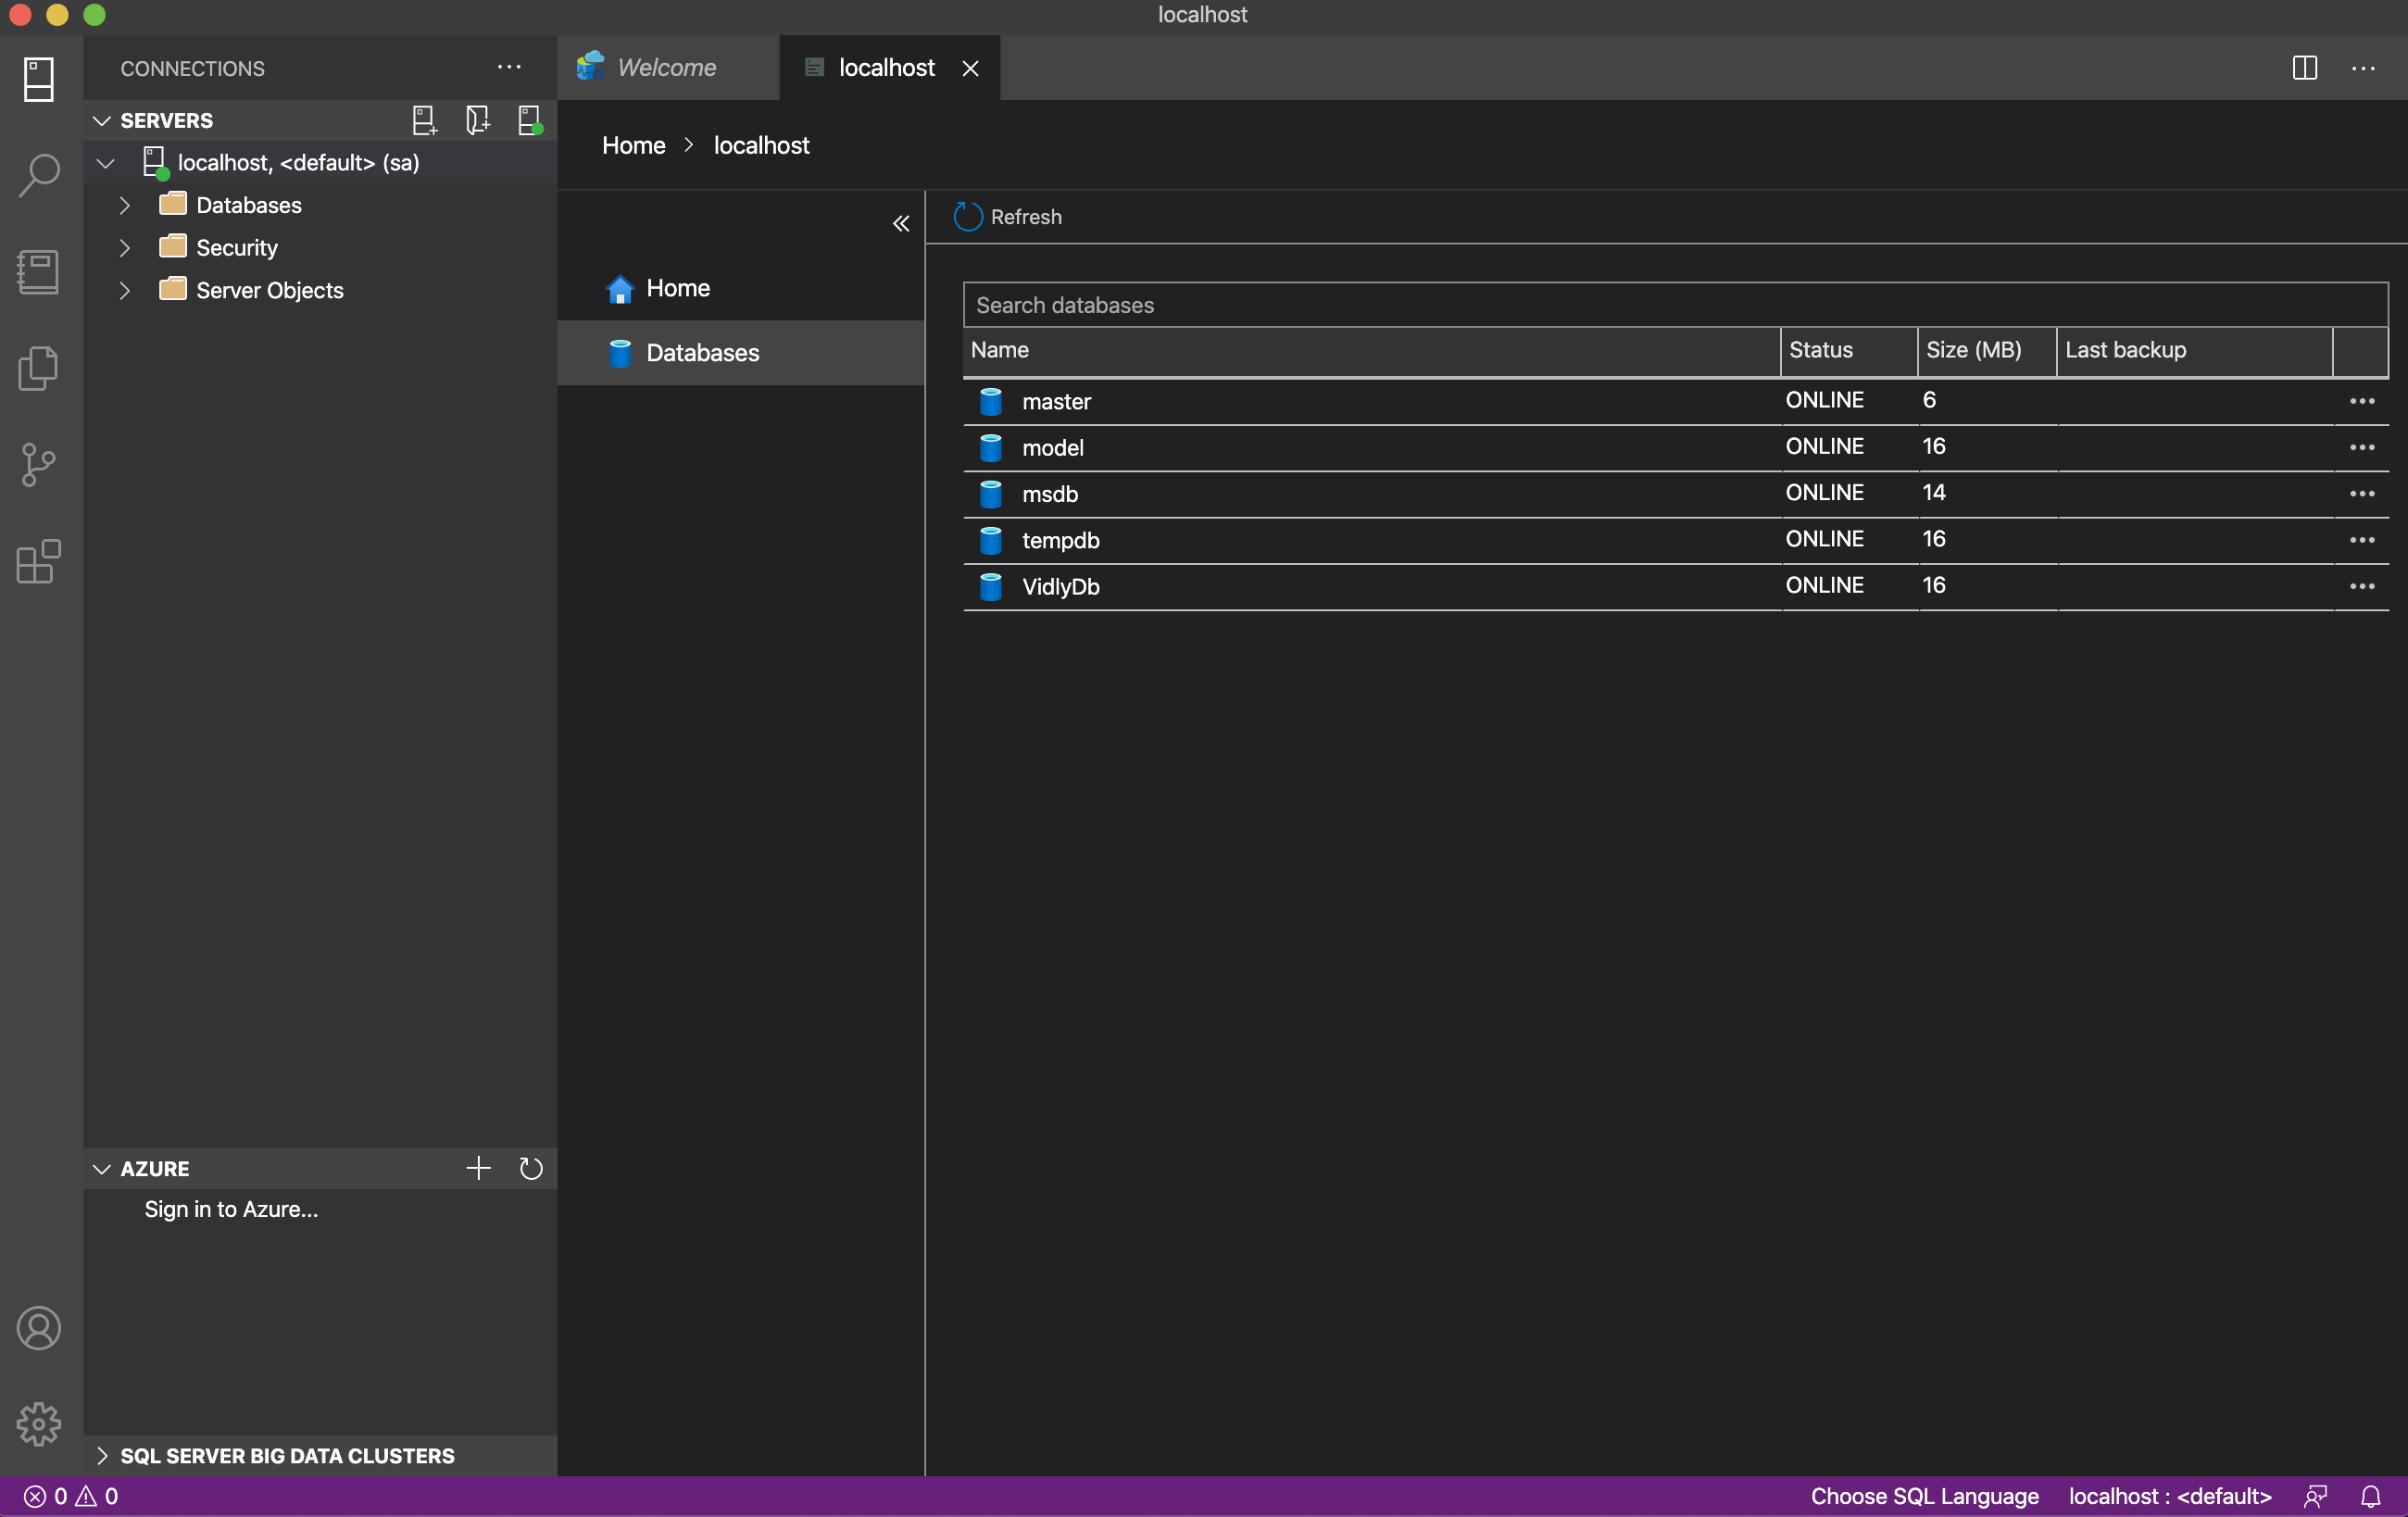 localhost
CONNECTIONS
Welcome
localhost
SERVERS
localhost, <default> (sa)
Databases
Security
Server Objects
Home > localhost
Home
Databases
Refresh
Search databases
Name Status Size (MB) Last backup
master ONLINE 6
model ONLINE 16
msdb ONLINE 14
tempdb ONLINE 16
VidlyDb ONLINE 16
AZURE
Sign in to Azure...
SQL SERVER BIG DATA CLUSTERS
0 0
Choose SQL Language localhost : <default>